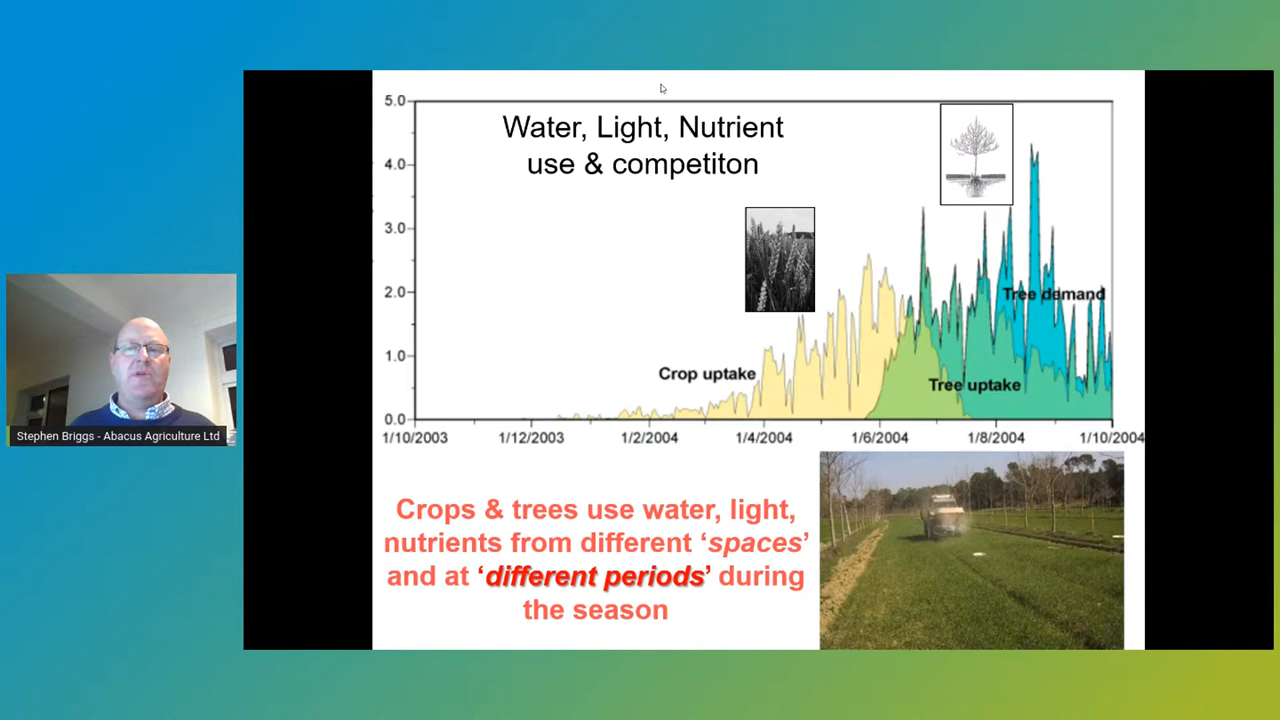 5.0
Water, Light, Nutrient
use & competiton
4.0
3.0
2.0
Tree demand
1.0
Crop uptake
Tree uptake
0.0
1/10/2003
1/12/2003
1/2/2004
1/4/2004
1/6/2004
1/8/2004
1/10/2004
Stephen Briggs - Abacus Agriculture Ltd
Crops & trees use water, light,
nutrients from different ‘spaces’
and at ‘different periods’ during
the season